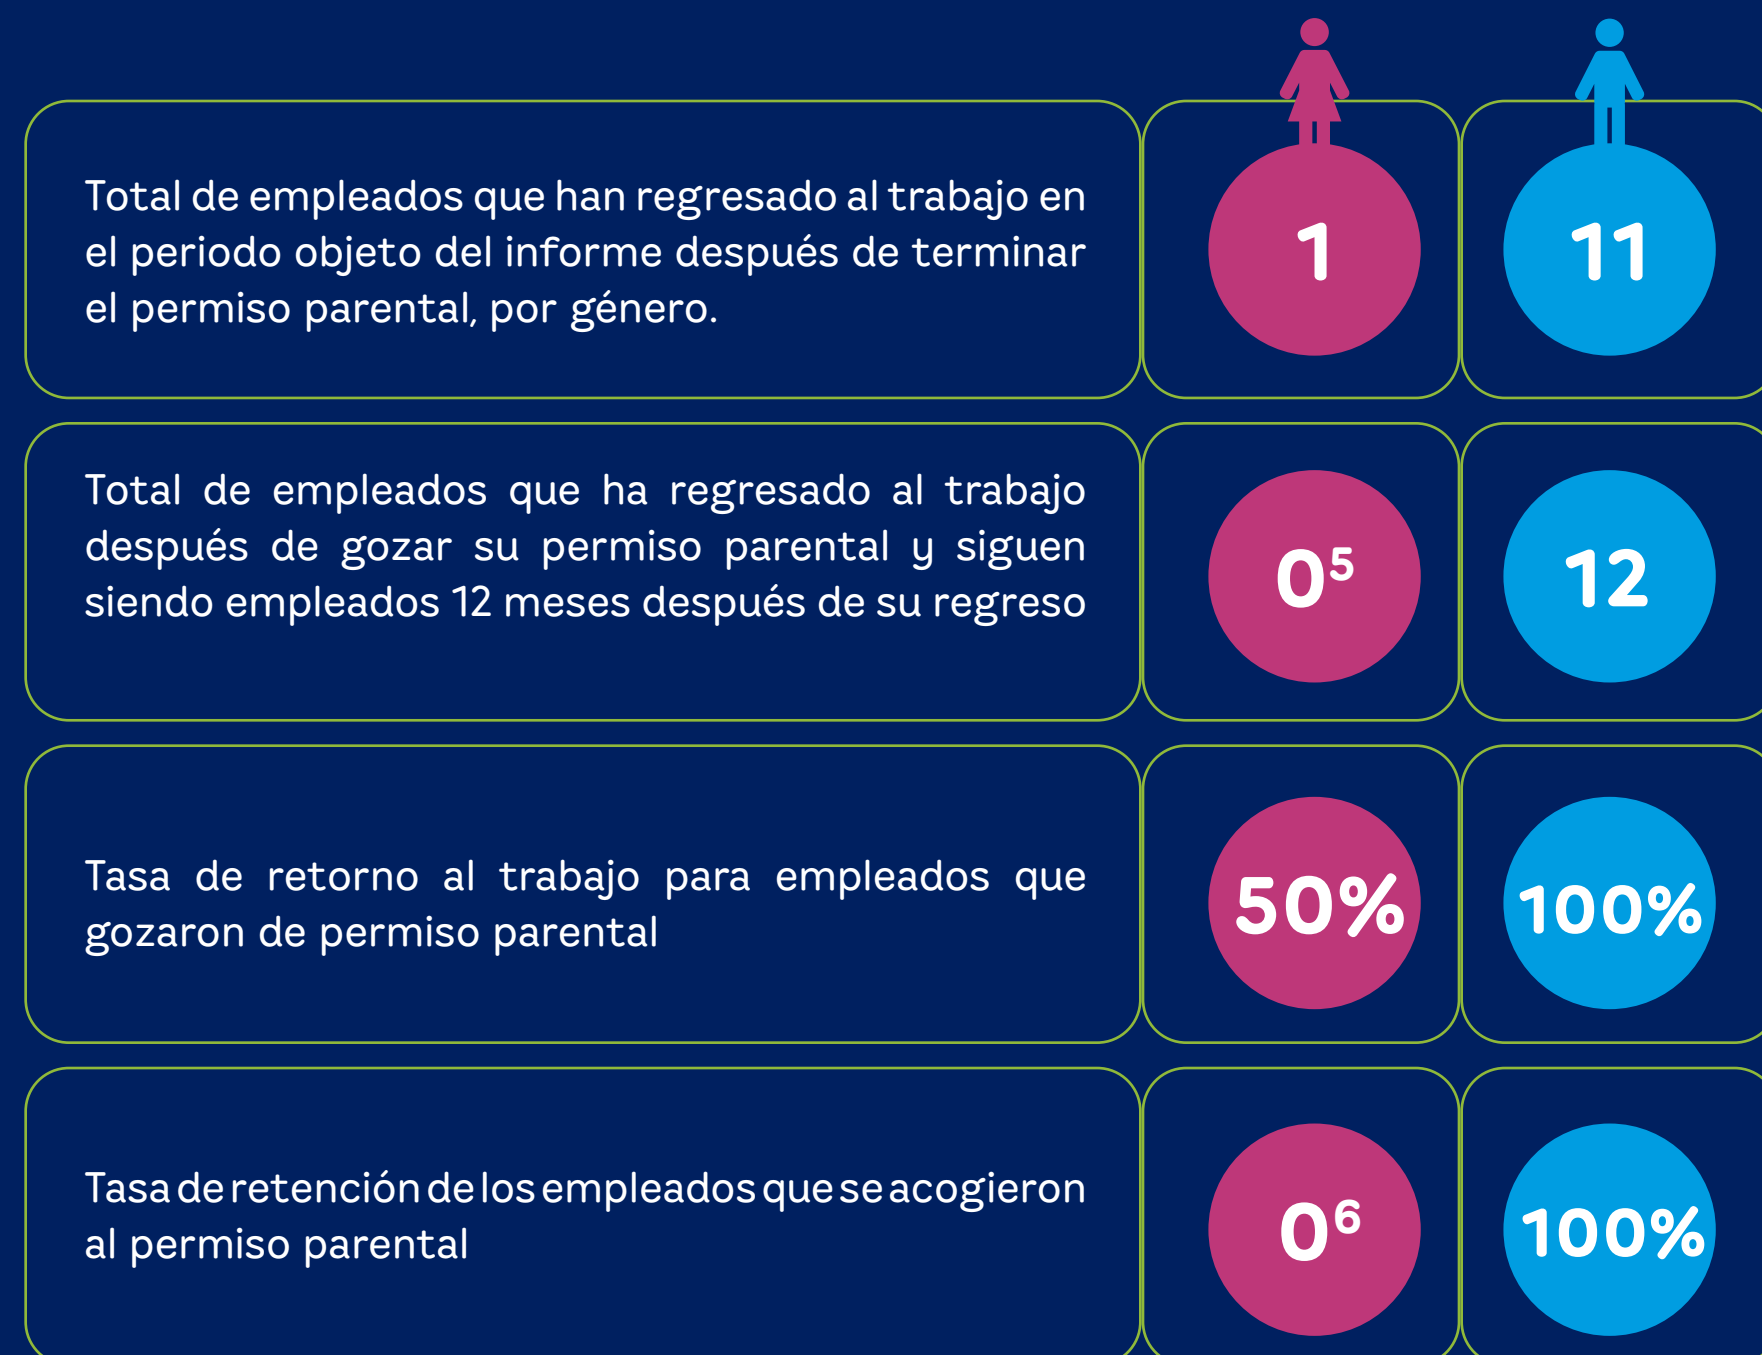 Total de empleados que han regresado al trabajo en
el periodo objeto del informe después de terminar
el permiso parental, por género.
1
11
Total de empleados que ha regresado al trabajo
después de gozar su permiso parental y siguen
siendo empleados 12 meses después de su regreso
0⁵
12
Tasa de retorno al trabajo para empleados que
gozaron de permiso parental
50%
100%
Tasa de retención de los empleados que se acogieron
al permiso parental
0⁶
100%